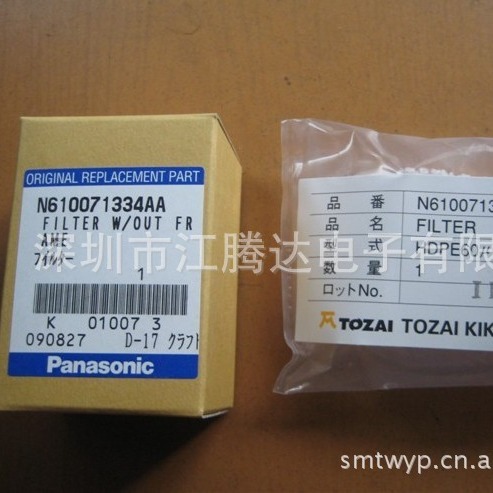 ORIGINAL REPLACEMENT PART
N610071334AA
FILTER W/OUT FR
AME
フィルター
1
K 01007 3
090827 D-17 クラフト
Panasonic
品 番 N6100713
品 名 FILTER
型 式 HDPE60
数 量 1
ロットNo.
TOZAI TOZAI KIK
深圳市江腾达电子有限
smtwyp.cn.a